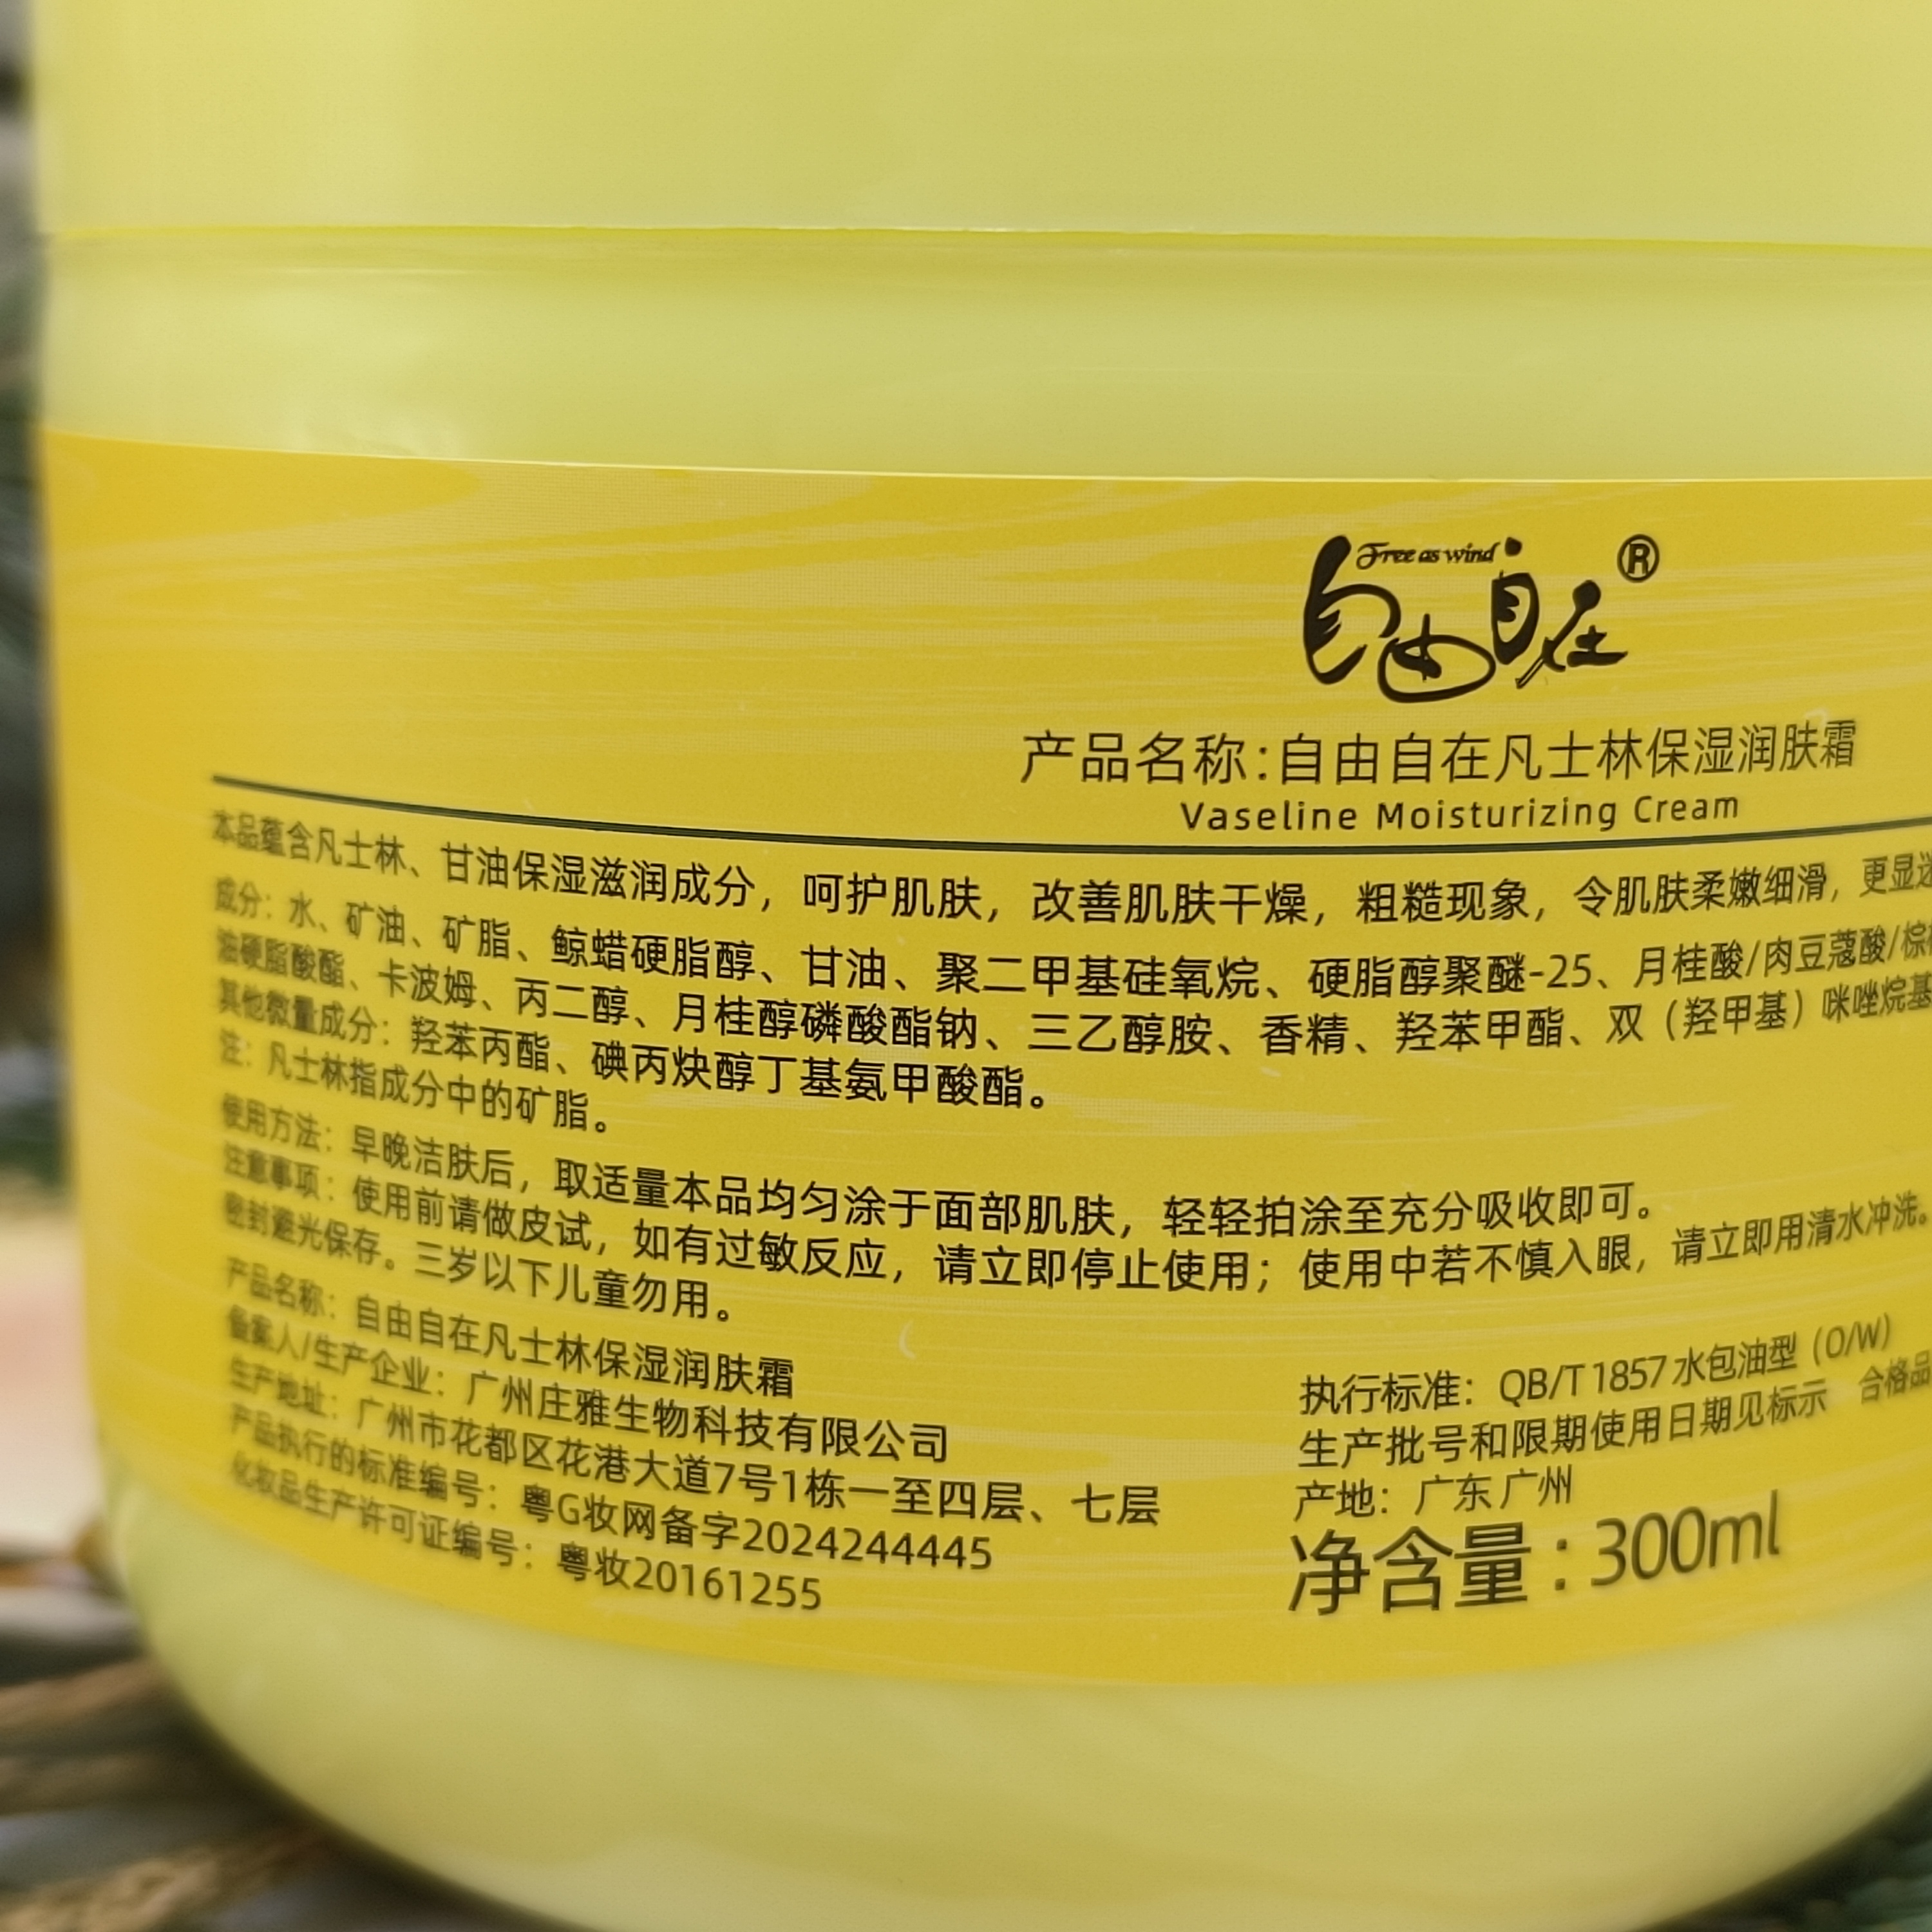 Free as wind
自由自在®
产品名称：自由自在凡士林保湿润肤霜
Vaseline Moisturizing Cream
本品蕴含凡士林、甘油保湿滋润成分，呵护肌肤，改善肌肤干燥，粗糙现象，令肌肤柔嫩细滑，更显
成分：水、矿油、矿脂、鲸蜡硬脂醇、甘油、聚二甲基硅氧烷、硬脂醇聚醚-25、月桂酸/肉豆蔻酸/棕
油硬脂酸酯、卡波姆、丙二醇、月桂醇磷酸酯钠、三乙醇胺、香精、羟苯甲酯、双（羟甲基）咪唑烷基
其他微量成分：羟苯丙酯、碘丙炔醇丁基氨甲酸酯。
注：凡士林指成分中的矿脂。
使用方法：早晚洁肤后，取适量本品均匀涂于面部肌肤，轻轻拍涂至充分吸收即可。
注意事项：使用前请做皮试，如有过敏反应，请立即停止使用；使用中若不慎入眼，请立即用清水冲洗。
密封避光保存。三岁以下儿童勿用。
产品名称：自由自在凡士林保湿润肤霜
备案人/生产企业：广州庄雅生物科技有限公司
生产地址：广州市花都区花港大道7号1栋一至四层、七层
产品执行的标准编号：粤G妆网备字2024244445
化妆品生产许可证编号：粤妆20161255
执行标准：QB/T 1857 水包油型（O/W）
生产批号和限期使用日期见标示 合格品
产地：广东 广州
净含量：300ml